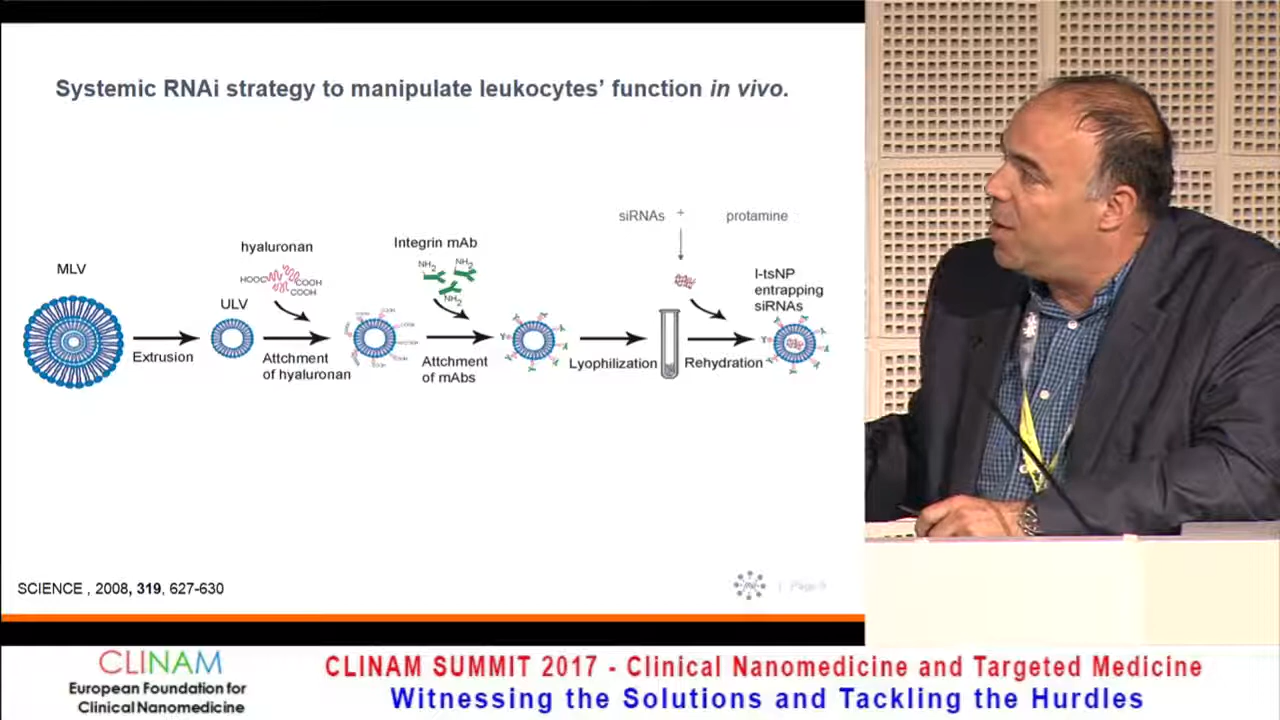 Systemic RNAi strategy to manipulate leukocytes’ function in vivo.
siRNAs + protamine
hyaluronan
Integrin mAb
MLV
HOOC
COOH
COOH
NH2
NH2
NH2
I-tsNP
entrapping
siRNAs
ULV
Extrusion
Attchment
of hyaluronan
Attchment
of mAbs
Lyophilization
Rehydration
SCIENCE , 2008, 319, 627-630
CLINAM
European Foundation for
Clinical Nanomedicine
CLINAM SUMMIT 2017 - Clinical Nanomedicine and Targeted Medicine
Witnessing the Solutions and Tackling the Hurdles